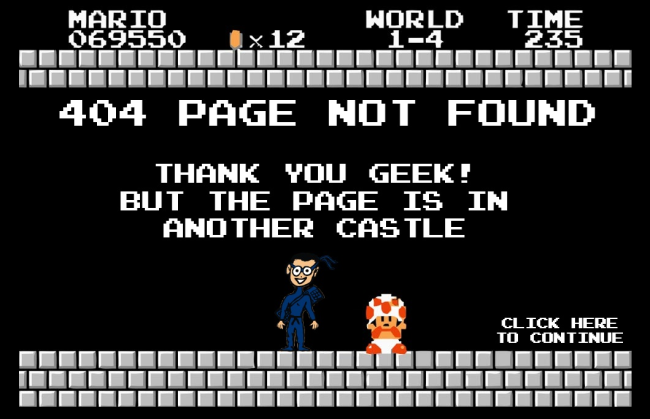 MARIO WORLD TIME
069550 ×12 1-4 235
404 PAGE NOT FOUND
THANK YOU GEEK!
BUT THE PAGE IS IN
ANOTHER CASTLE
CLICK HERE
TO CONTINUE